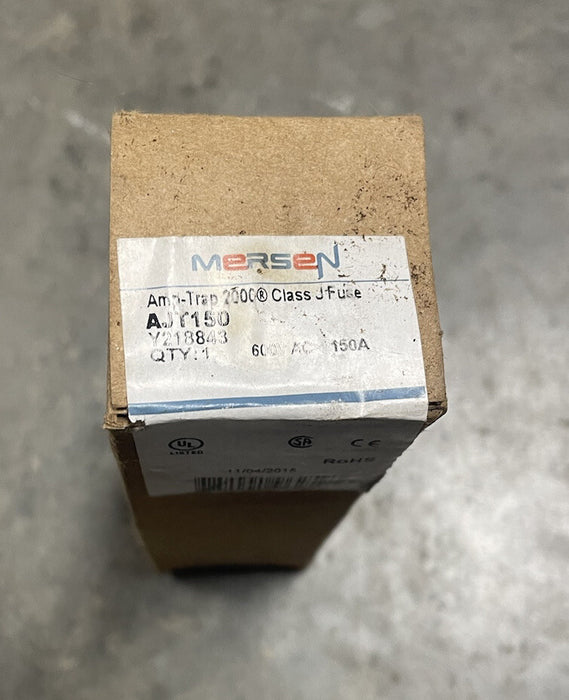 MERSEN
Amp-Trap 2000® Class J Fuse
AJT150
Y218843
QTY: 1 600V AC 150A
UL
LISTED
SA
CE
RoHS
11/04/2015